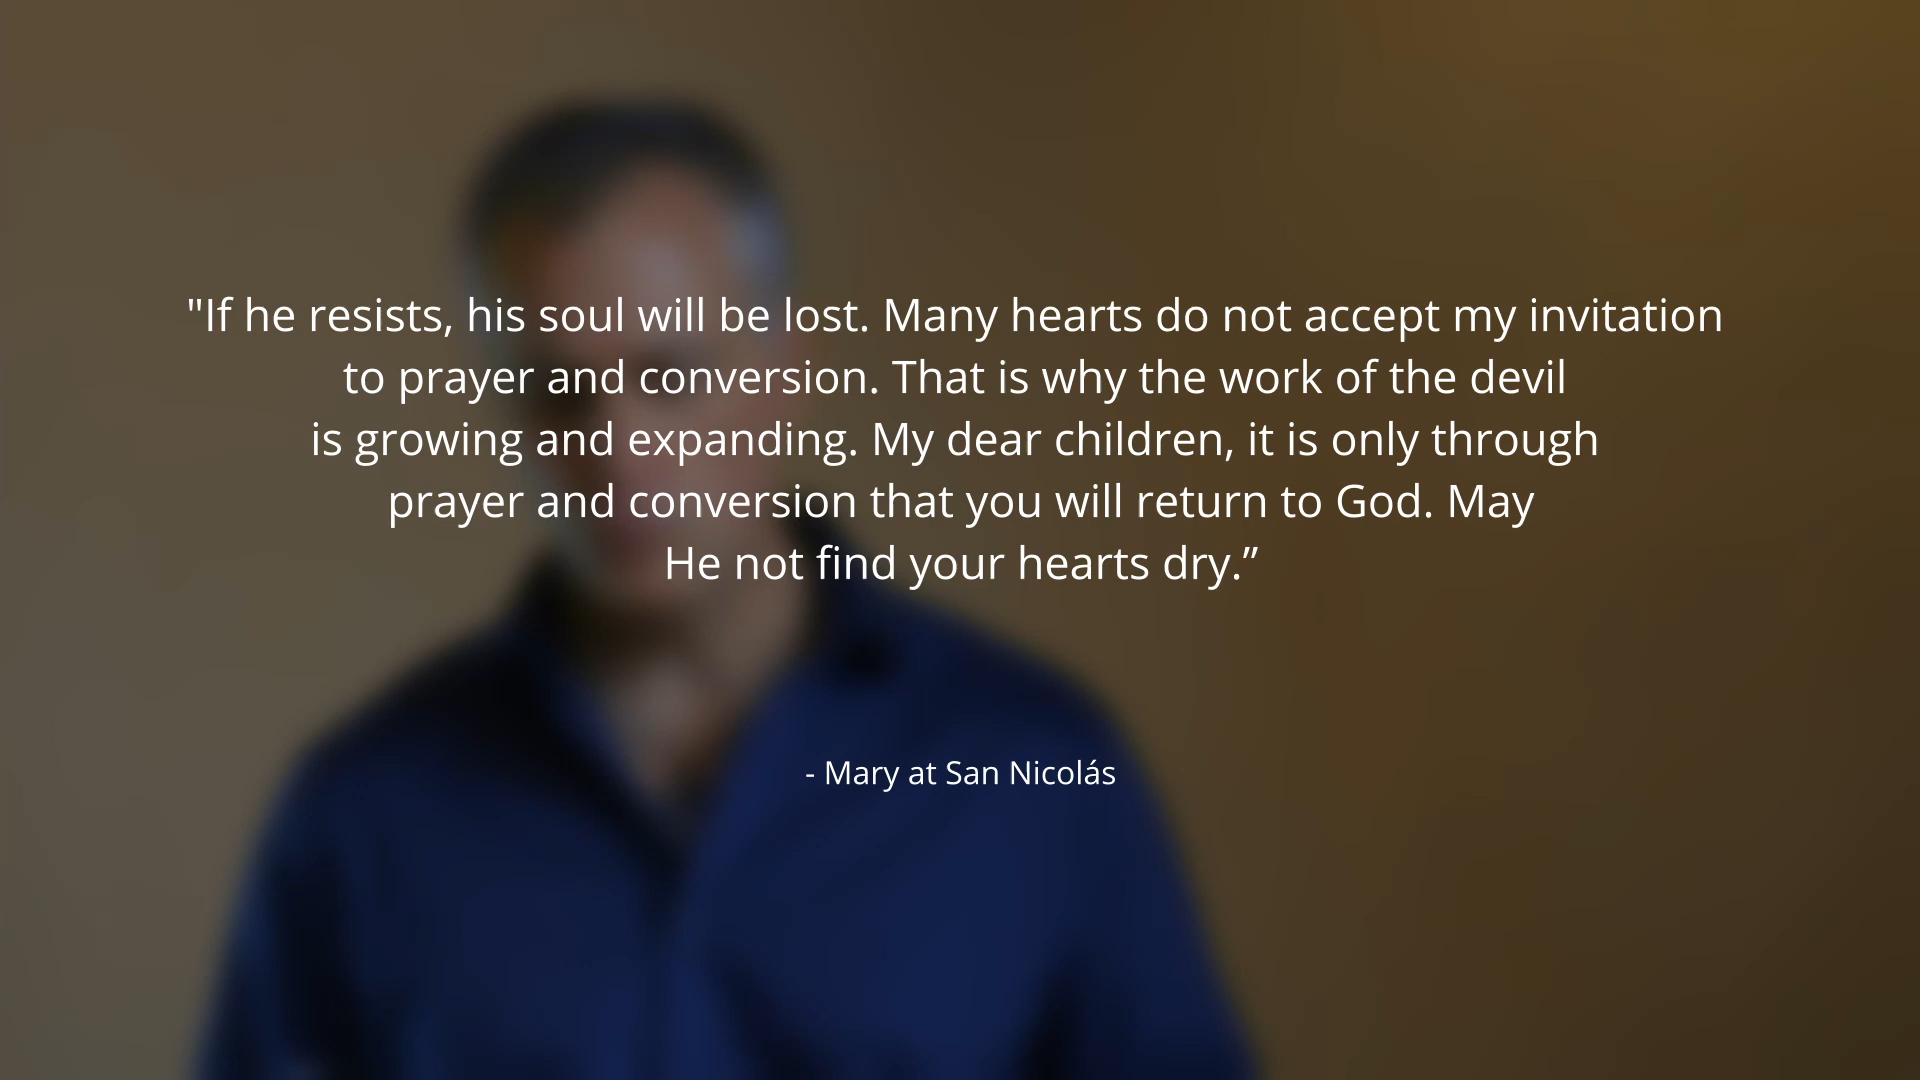 "If he resists, his soul will be lost. Many hearts do not accept my invitation
to prayer and conversion. That is why the work of the devil
is growing and expanding. My dear children, it is only through
prayer and conversion that you will return to God. May
He not find your hearts dry.”
- Mary at San Nicolás